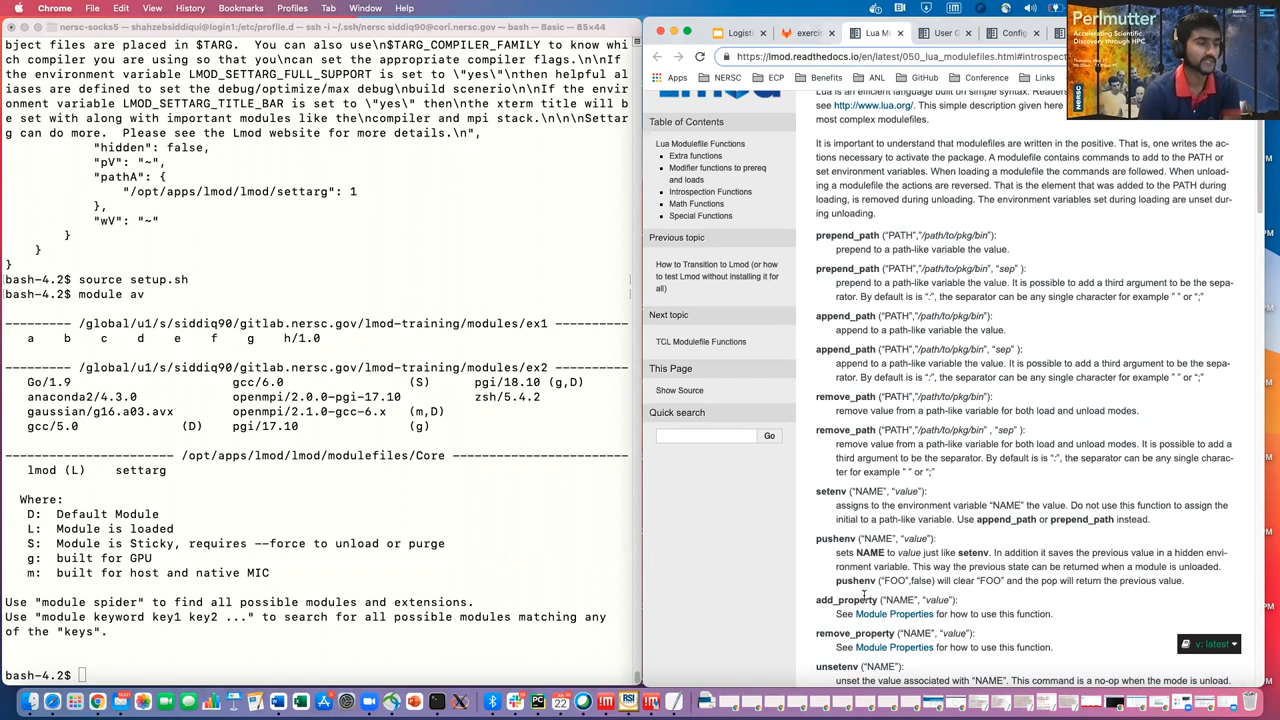 Chrome File Edit View History Bookmarks Profiles Tab Window Help
nersc-socks5 — shahzebsiddiqui@login1:/etc/profile.d — ssh -i ~/.ssh/nersc siddiq90@cori.nersc.gov — bash — Basic — 85×44
bject files are placed in $TARG.  You can also use\n$TARG_COMPILER_FAMILY to know whi
ch compiler you are using so that you\ncan set the appropriate compiler flags.\n\nIf
the environment variable LMOD_SETTARG_FULL_SUPPORT is set to \"yes\"\nthen helpful al
iases are defined to set the debug/optimize/max debug\nbuild scenerio\n\nIf the envir
onment variable LMOD_SETTARG_TITLE_BAR is set to \"yes\" then\nthe xterm title will b
e set with along with important modules like the\ncompiler and mpi stack.\n\n\nSettar
g can do more.  Please see the Lmod website for more details.\n",
"hidden": false,
"pV": "~",
"pathA": {
"/opt/apps/lmod/lmod/settarg": 1
},
"wV": "~"
}
}
}
bash-4.2$ source setup.sh
bash-4.2$ module av
--------- /global/u1/s/siddiq90/gitlab.nersc.gov/lmod-training/modules/ex1 ----------
a b c d e f g h/1.0
--------- /global/u1/s/siddiq90/gitlab.nersc.gov/lmod-training/modules/ex2 ----------
Go/1.9 gcc/6.0 (S) pgi/18.10 (g,D)
anaconda2/4.3.0 openmpi/2.0.0-pgi-17.10 zsh/5.4.2
gaussian/g16.a03.avx openmpi/2.1.0-gcc-6.x (m,D)
gcc/5.0 (D) pgi/17.10 (g)
----------------------- /opt/apps/lmod/lmod/modulefiles/Core ------------------------
lmod (L) settarg
Where:
D: Default Module
L: Module is loaded
S: Module is Sticky, requires --force to unload or purge
g: built for GPU
m: built for host and native MIC
Use "module spider" to find all possible modules and extensions.
Use "module keyword key1 key2 ..." to search for all possible modules matching any
of the "keys".
bash-4.2$
Logist exercis Lua Mo User G Config
lmod.readthedocs.io/en/latest/050_lua_modulefiles.html#introspec
Apps NERSC ECP Benefits ANL GitHub Conference Links
Table of Contents
Lua Modulefile Functions
Extra functions
Modifier functions to prereq
and loads
Introspection Functions
Math Functions
Special Functions
Previous topic
How to Transition to Lmod (or how
to test Lmod without installing it for
all)
Next topic
TCL Modulefile Functions
This Page
Show Source
Quick search
Go
Lua is an efficient language built on simple syntax. Readers
see http://www.lua.org/. This simple description given here
most complex modulefiles.
It is important to understand that modulefiles are written in the positive. That is, one writes the ac-
tions necessary to activate the package. A modulefile contains commands to add to the PATH or
set environment variables. When loading a modulefile the commands are followed. When unload-
ing a modulefile the actions are reversed. That is the element that was added to the PATH during
loading, is removed during unloading. The environment variables set during loading are unset dur-
ing unloading.
prepend_path ("PATH","/path/to/pkg/bin"):
prepend to a path-like variable the value.
prepend_path ("PATH","/path/to/pkg/bin", "sep" ):
prepend to a path-like variable the value. It is possible to add a third argument to be the sepa-
rator. By default is is ":", the separator can be any single character for example " " or ";"
append_path ("PATH","/path/to/pkg/bin"):
append to a path-like variable the value.
append_path ("PATH","/path/to/pkg/bin", "sep" ):
append to a path-like variable the value. It is possible to add a third argument to be the sepa-
rator. By default is is ":", the separator can be any single character for example " " or ";"
remove_path ("PATH","/path/to/pkg/bin"):
remove value from a path-like variable for both load and unload modes.
remove_path ("PATH","/path/to/pkg/bin" , "sep" ):
remove value from a path-like variable for both load and unload modes. It is possible to add a
third argument to be the separator. By default is is ":", the separator can be any single charac-
ter for example " " or ";"
setenv ("NAME", "value"):
assigns to the environment variable "NAME" the value. Do not use this function to assign the
initial to a path-like variable. Use append_path or prepend_path instead.
pushenv ("NAME", "value"):
sets NAME to value just like setenv. In addition it saves the previous value in a hidden envi-
ronment variable. This way the previous state can be returned when a module is unloaded.
pushenv ("FOO",false) will clear "FOO" and the pop will return the previous value.
add_property ("NAME", "value"):
See Module Properties for how to use this function.
remove_property ("NAME", "value"):
See Module Properties for how to use this function.
unsetenv ("NAME"):
unset the value associated with "NAME". This command is a no-op when the mode is unload.
v: latest
Perlmutter
Accelerating Scientific
Discovery through HPC
NERSC